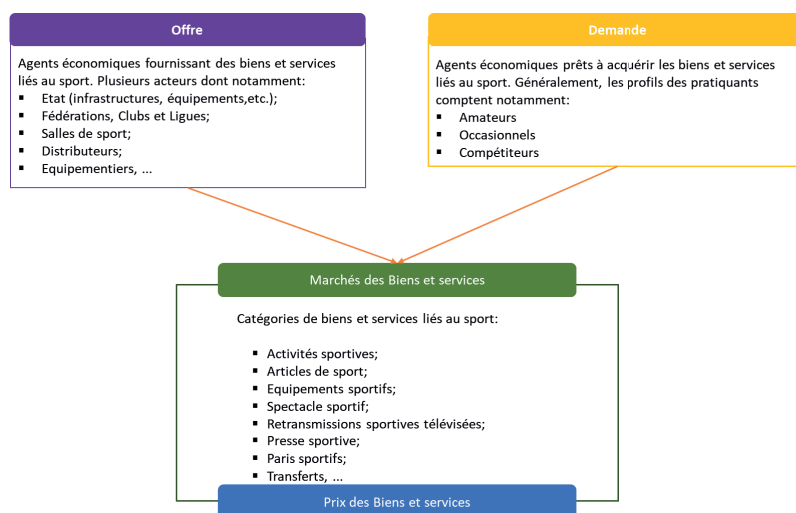 Offre
Agents économiques fournissant des biens et services
liés au sport. Plusieurs acteurs dont notamment:
▪ Etat (infrastructures, équipements,etc.);
▪ Fédérations, Clubs et Ligues;
▪ Salles de sport;
▪ Distributeurs;
▪ Equipementiers, ...
Demande
Agents économiques prêts à acquérir les biens et services
liés au sport. Généralement, les profils des pratiquants
comptent notamment:
▪ Amateurs
▪ Occasionnels
▪ Compétiteurs
Marchés des Biens et services
Catégories de biens et services liés au sport:
▪ Activités sportives;
▪ Articles de sport;
▪ Equipements sportifs;
▪ Spectacle sportif;
▪ Retransmissions sportives télévisées;
▪ Presse sportive;
▪ Paris sportifs;
▪ Transferts, ...
Prix des Biens et services